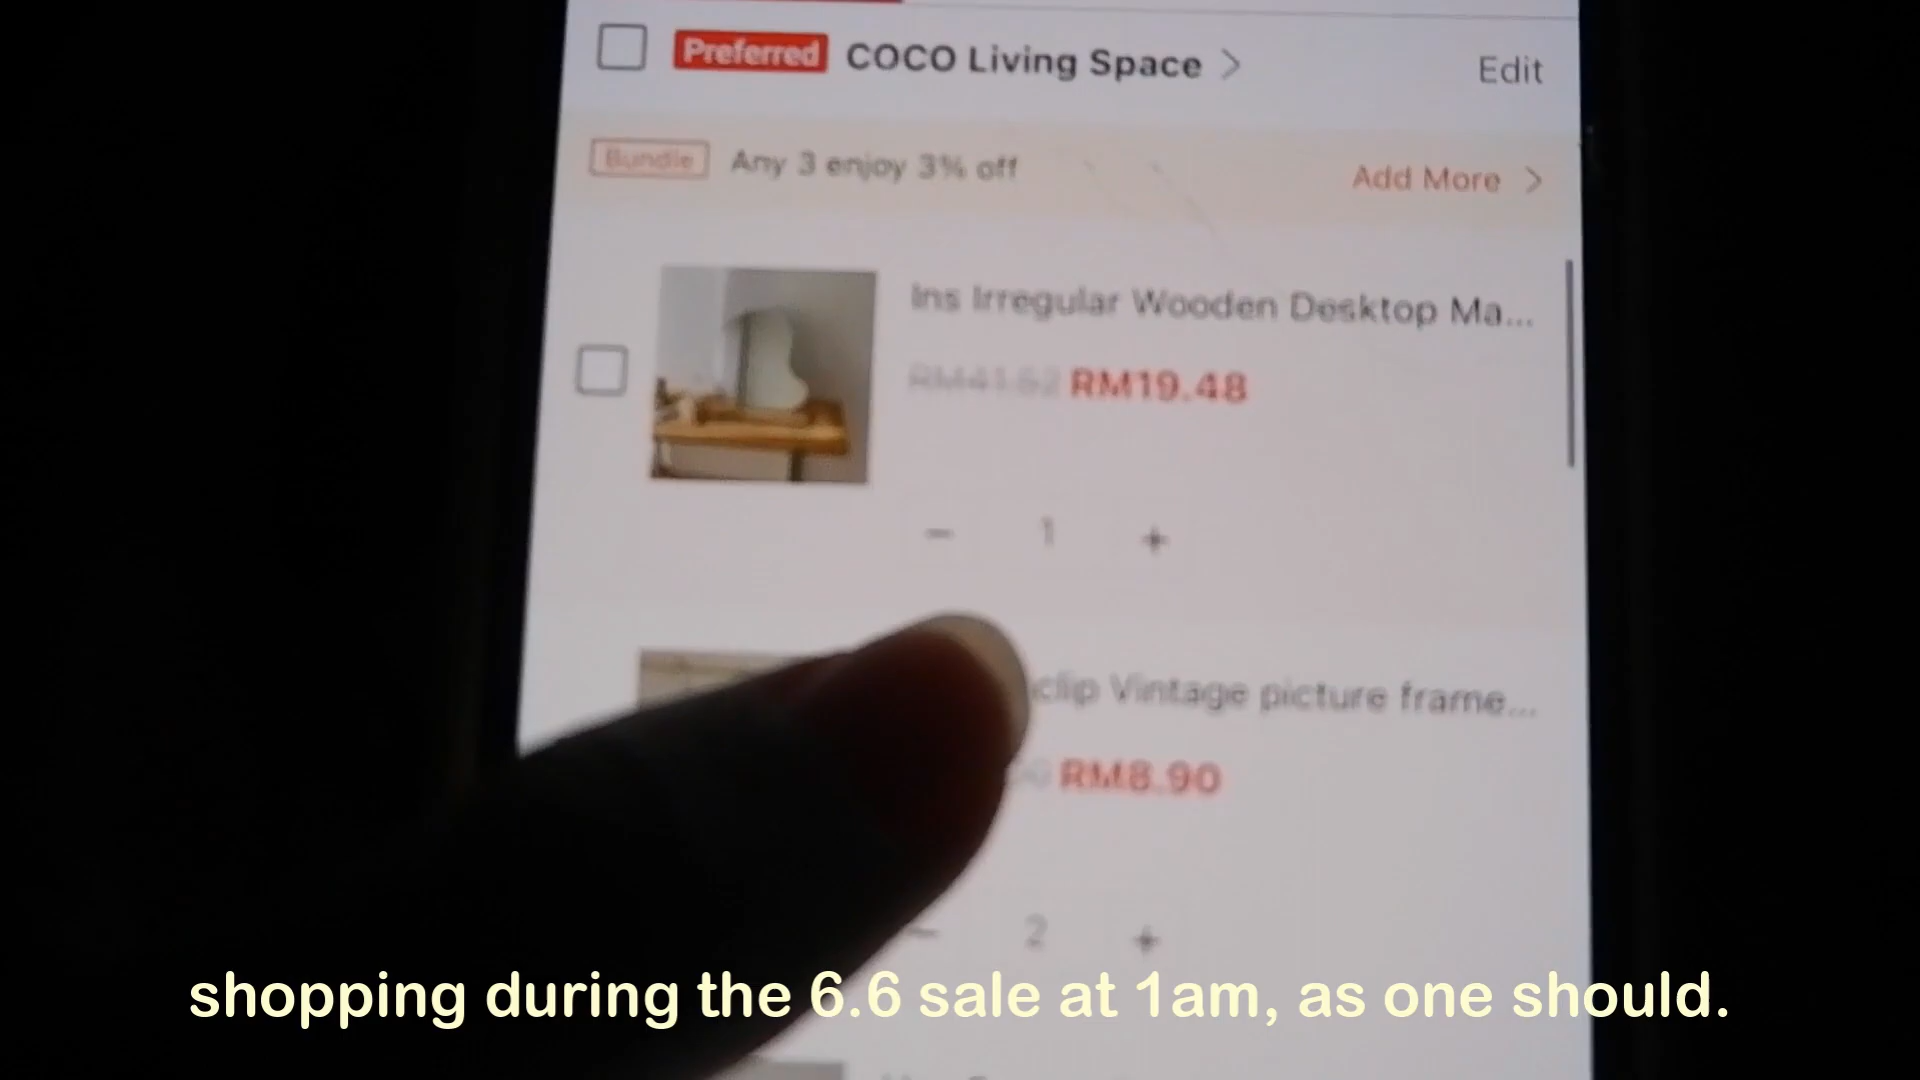 Preferred COCO Living Space > Edit
Bundle Any 3 enjoy 3% off Add More >
Ins Irregular Wooden Desktop Ma...
RM19.48
- 1 +
clip Vintage picture frame...
RM8.90
- 2 +
shopping during the 6.6 sale at 1am, as one should.